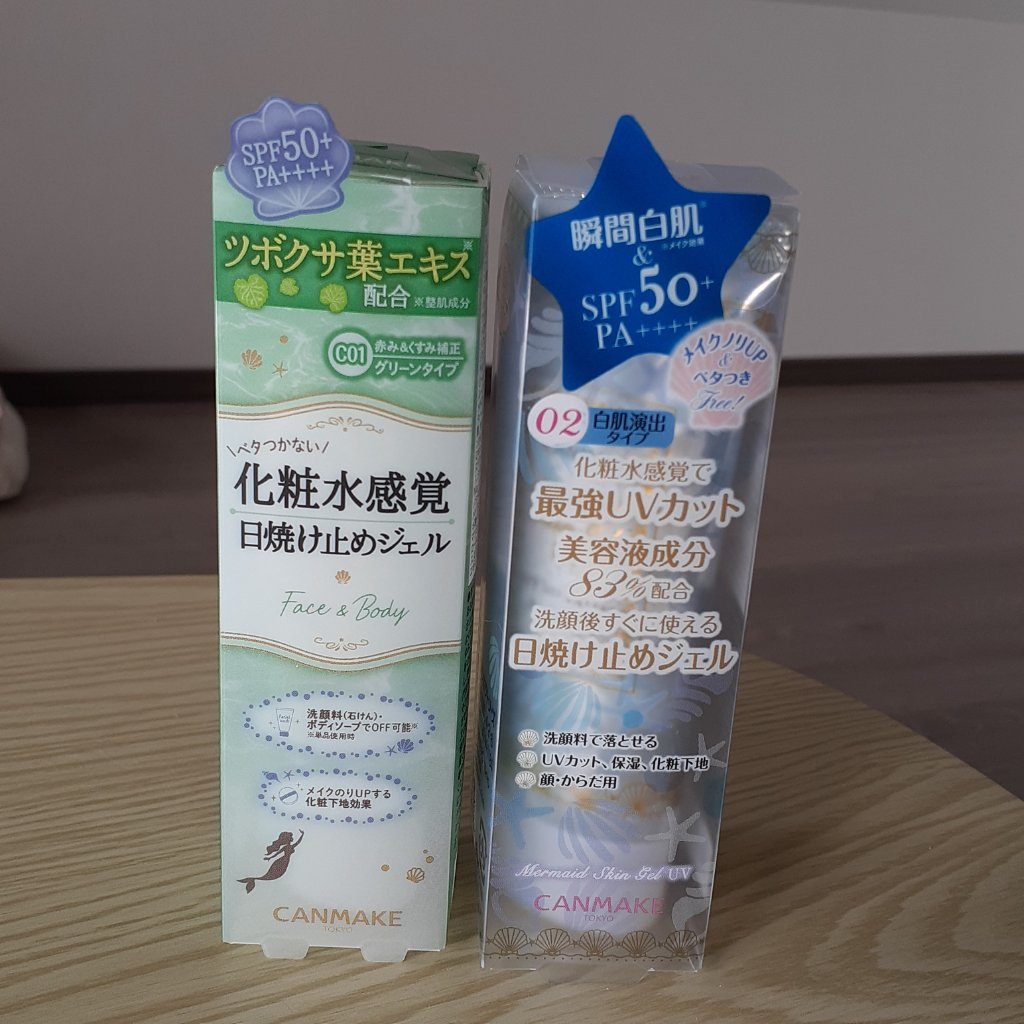 SPF50+
PA++++
ツボクサ葉エキス※
配合 ※整肌成分
C01 赤み&くすみ補正
グリーンタイプ
\ベタつかない/
化粧水感覚
日焼け止めジェル
Face & Body
洗顔料(石けん)・
ボディソープでOFF可能※
※単品使用時
メイクのりUPする
化粧下地効果
CANMAKE
TOKYO
瞬間白肌※
※メイク効果
&
SPF50+
PA++++
メイクノリUP
&
ベタつき
Free!
02 白肌演出
タイプ
化粧水感覚で
最強UVカット
美容液成分
83%配合
洗顔後すぐに使える
日焼け止めジェル
洗顔料で落とせる
UVカット、保湿、化粧下地
顔・からだ用
Mermaid Skin Gel UV
CANMAKE
TOKYO